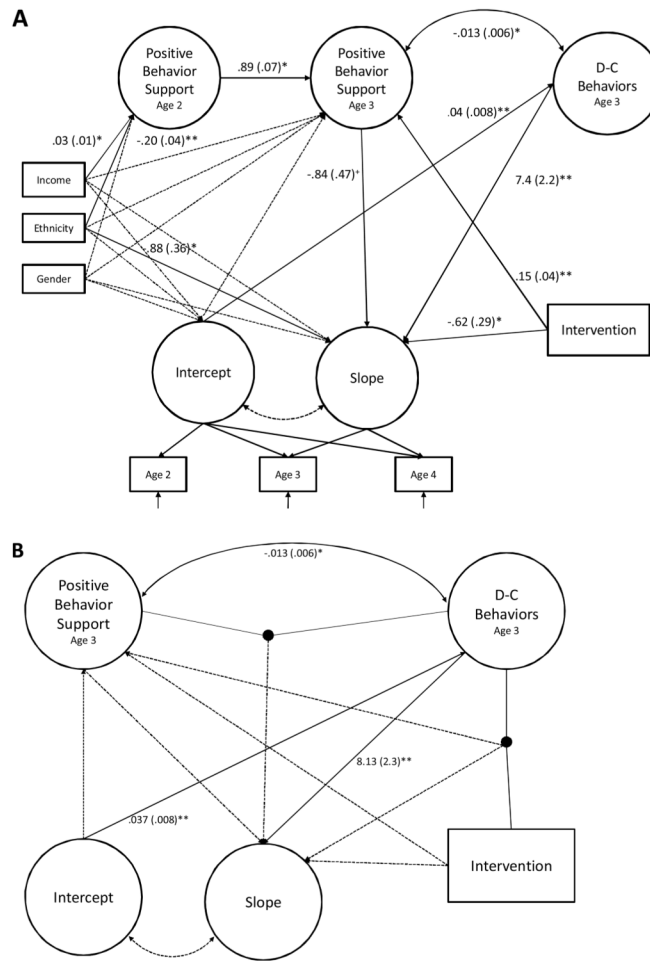 A
Positive
Behavior
Support
Age 2
.89 (.07)*
Positive
Behavior
Support
Age 3
-.013 (.006)*
D-C
Behaviors
Age 3
.03 (.01)*
-.20 (.04)**
.04 (.008)**
Income
Ethnicity
Gender
-.84 (.47)⁺
7.4 (2.2)**
-.88 (.36)*
.15 (.04)**
-.62 (.29)*
Intervention
Intercept
Slope
Age 2
Age 3
Age 4
B
Positive
Behavior
Support
Age 3
-.013 (.006)*
D-C
Behaviors
Age 3
8.13 (2.3)**
.037 (.008)**
Intervention
Intercept
Slope